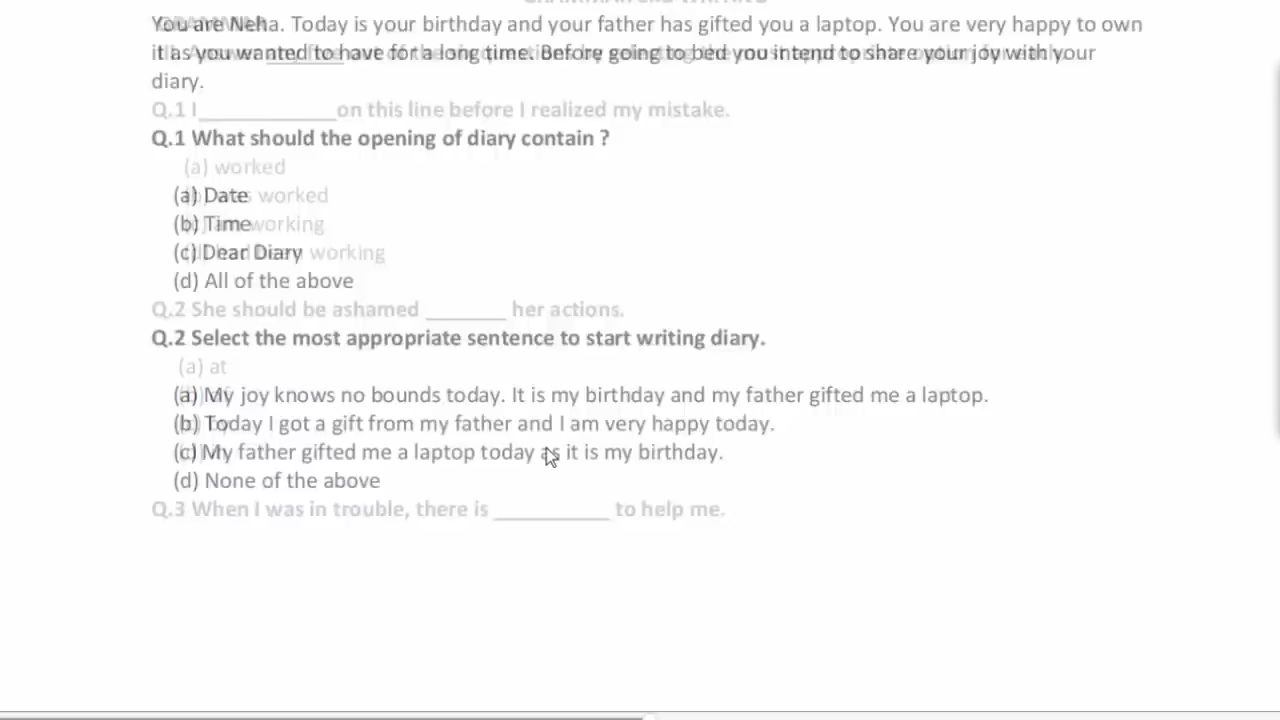 You are Neha. Today is your birthday and your father has gifted you a laptop. You are very happy to own
it as you wanted to have for a long time. Before going to bed you intend to share your joy with your
diary.
Q.1 I____________on this line before I realized my mistake.
Q.1 What should the opening of diary contain ?
(a) worked
(a) Date
worked
(b) Time
working
(c) Dear Diary
working
(d) All of the above
Q.2 She should be ashamed _______ her actions.
Q.2 Select the most appropriate sentence to start writing diary.
(a) at
(a) My joy knows no bounds today. It is my birthday and my father gifted me a laptop.
(b) Today I got a gift from my father and I am very happy today.
(c) My father gifted me a laptop today as it is my birthday.
(d) None of the above
Q.3 When I was in trouble, there is __________ to help me.